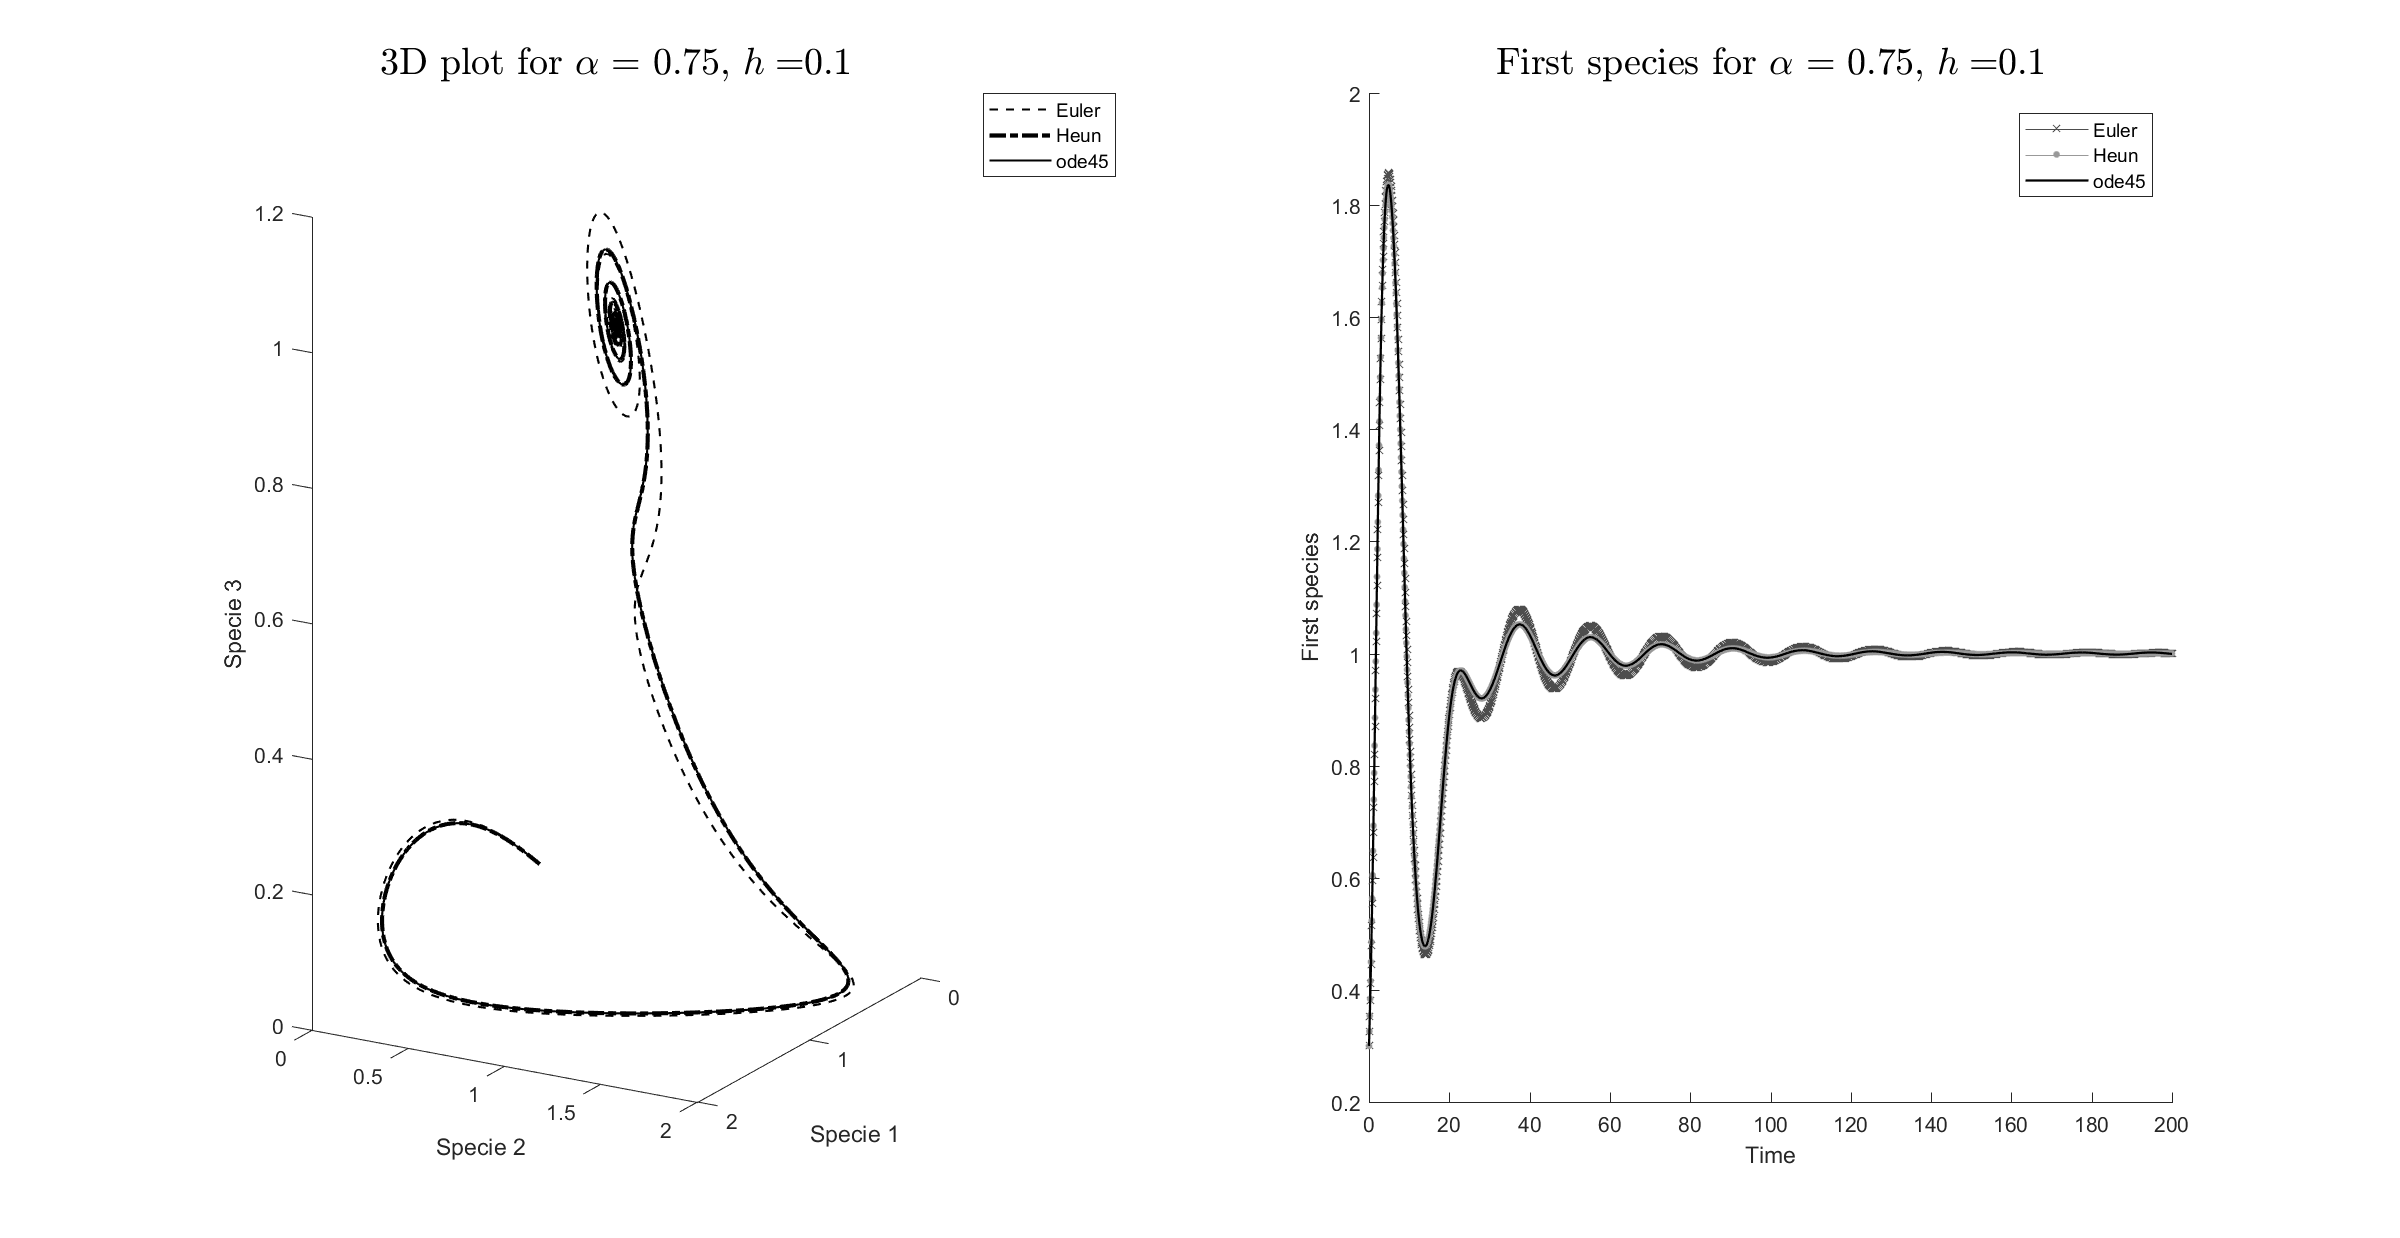 3D plot for α = 0.75, h =0.1
Euler
Heun
ode45
1.2
1
0.8
0.6
0.4
0.2
0
Specie 3
0
0.5
1
1.5
2
Specie 2
0
1
2
Specie 1
First species for α = 0.75, h =0.1
Euler
Heun
ode45
2
1.8
1.6
1.4
1.2
1
0.8
0.6
0.4
0.2
First species
0 20 40 60 80 100 120 140 160 180 200
Time